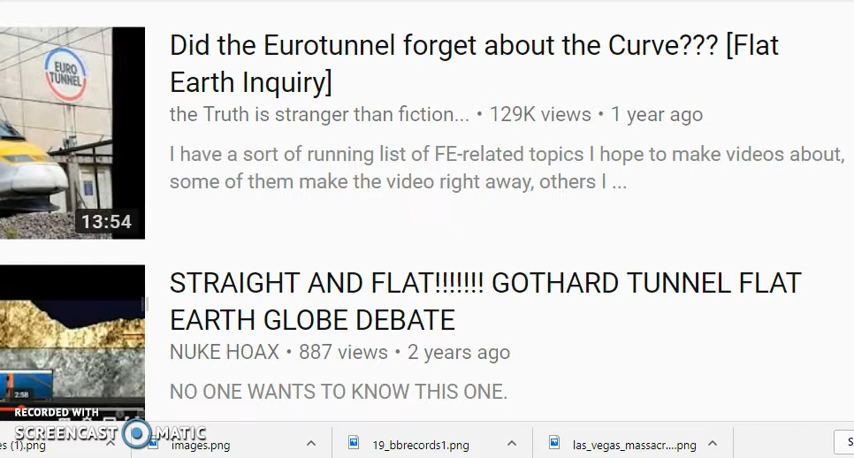 EURO
TUNNEL
13:54
Did the Eurotunnel forget about the Curve??? [Flat
Earth Inquiry]
the Truth is stranger than fiction... • 129K views • 1 year ago
I have a sort of running list of FE-related topics I hope to make videos about,
some of them make the video right away, others I ...
STRAIGHT AND FLAT!!!!!!! GOTHARD TUNNEL FLAT
EARTH GLOBE DEBATE
NUKE HOAX • 887 views • 2 years ago
NO ONE WANTS TO KNOW THIS ONE.
2:58
RECORDED WITH
SCREENCAST MATIC
es (1).png
images.png
19_bbrecords1.png
las_vegas_massacr....png
S